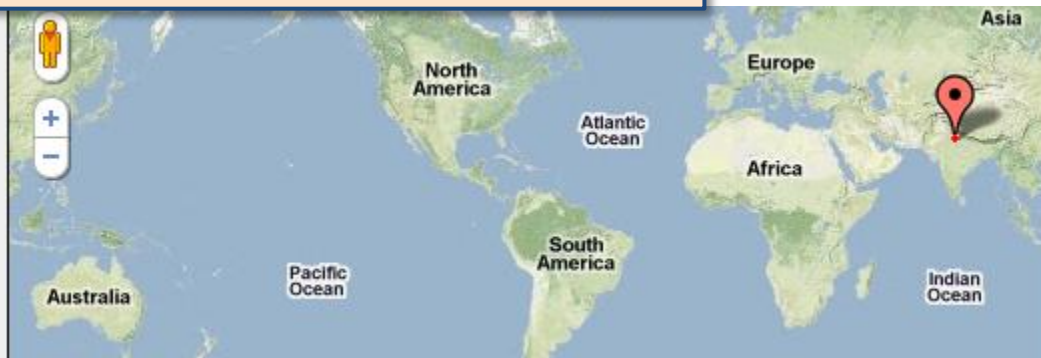 Asia
Europe
North
America
Atlantic
Ocean
Africa
South
America
Pacific
Ocean
Indian
Ocean
Australia
+
−